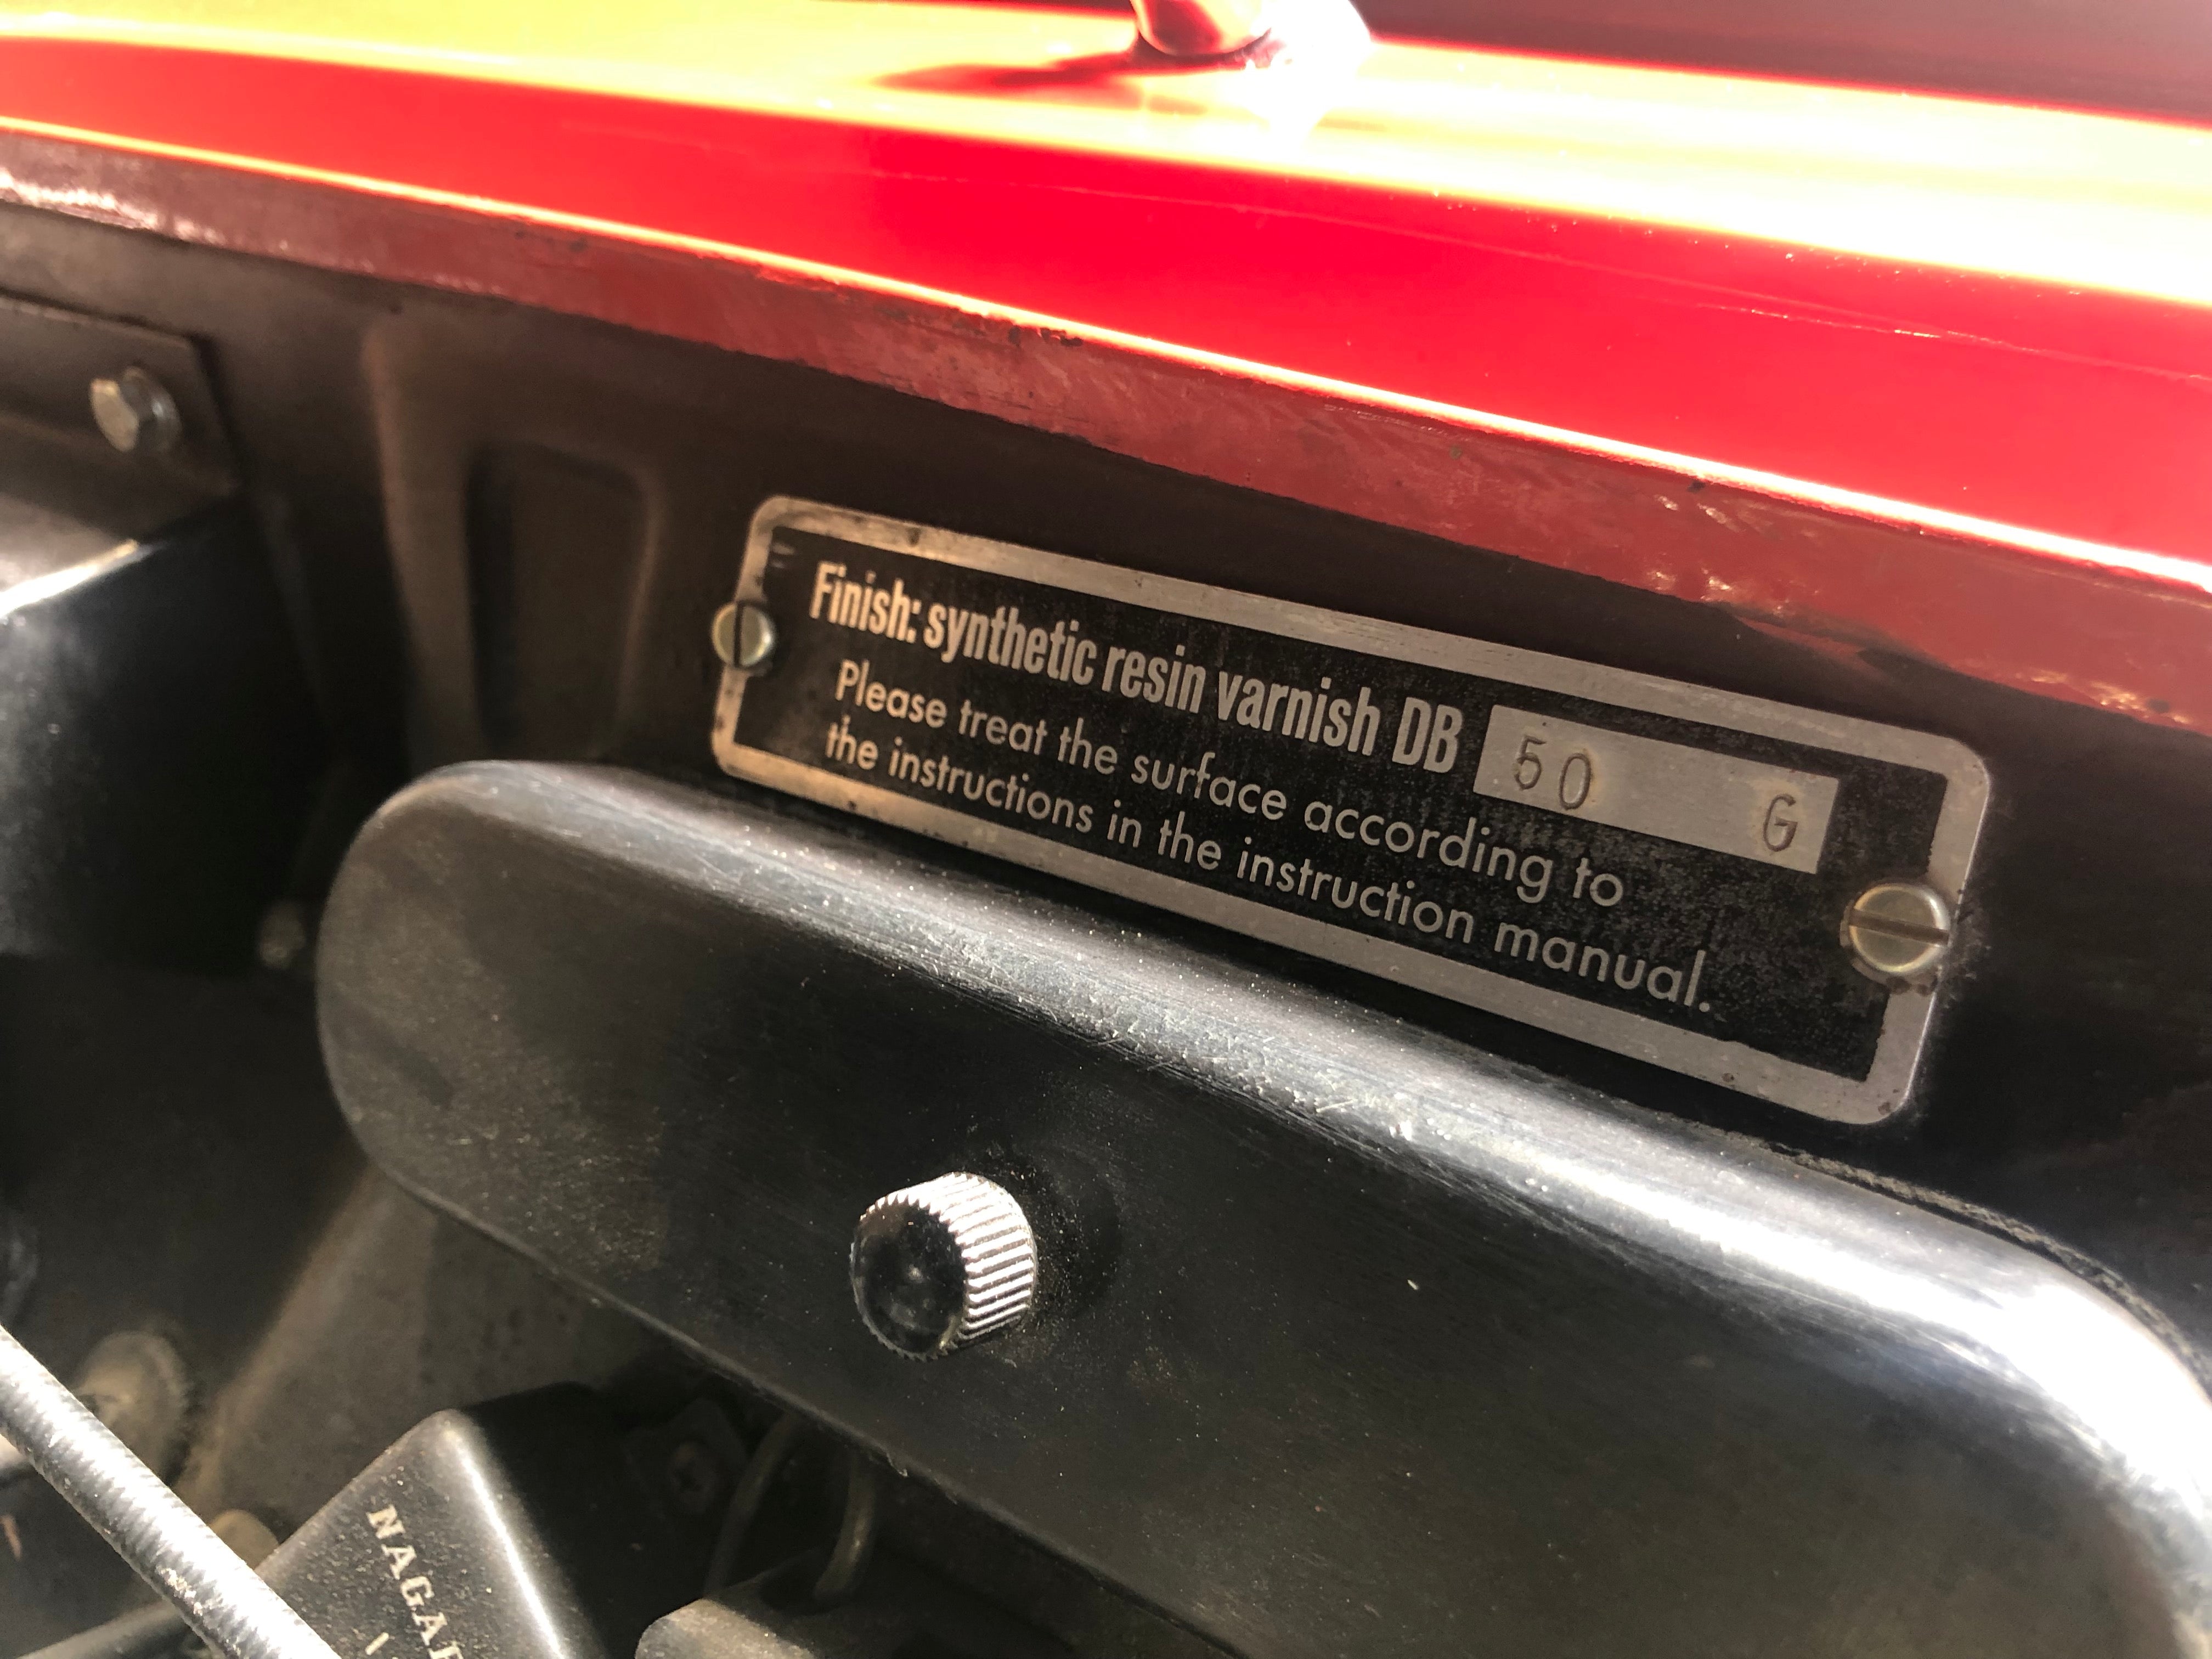 Finish: synthetic resin varnish DB 50 G
Please treat the surface according to
the instructions in the instruction manual.